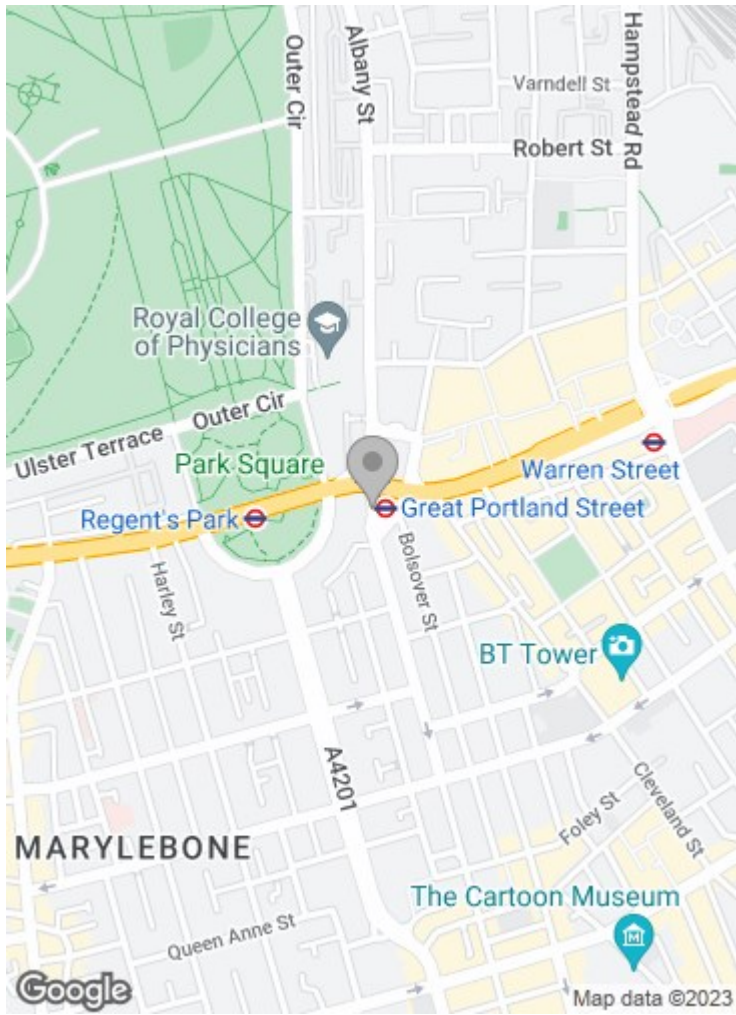 Outer Cir
Albany St
Hampstead Rd
Varndell St
Robert St
Royal College
of Physicians
Outer Cir
Ulster Terrace
Park Square
Warren Street
Regent's Park
Great Portland Street
Harley St
Bolsover St
BT Tower
A4201
Cleveland St
Foley St
MARYLEBONE
The Cartoon Museum
Queen Anne St
M
Google
Map data ©2023